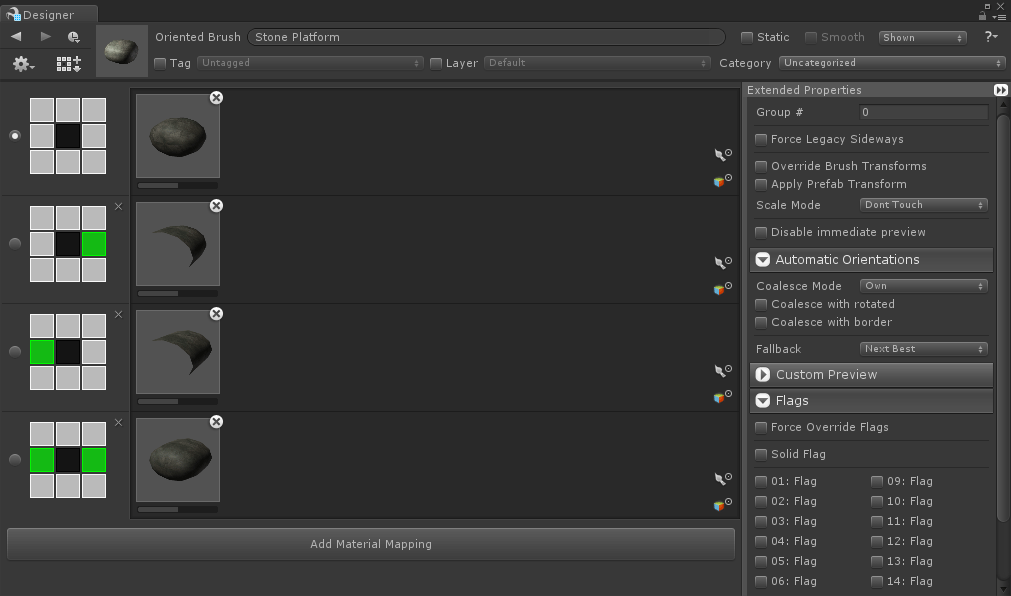 Designer
Oriented Brush Stone Platform Static Smooth Shown ?
Tag Untagged Layer Default Category Uncategorized
Extended Properties
Group # 0
Force Legacy Sideways
Override Brush Transforms
Apply Prefab Transform
Scale Mode Dont Touch
Disable immediate preview
Automatic Orientations
Coalesce Mode Own
Coalesce with rotated
Coalesce with border
Fallback Next Best
Custom Preview
Flags
Force Override Flags
Solid Flag
01: Flag 09: Flag
02: Flag 10: Flag
03: Flag 11: Flag
04: Flag 12: Flag
05: Flag 13: Flag
06: Flag 14: Flag
Add Material Mapping